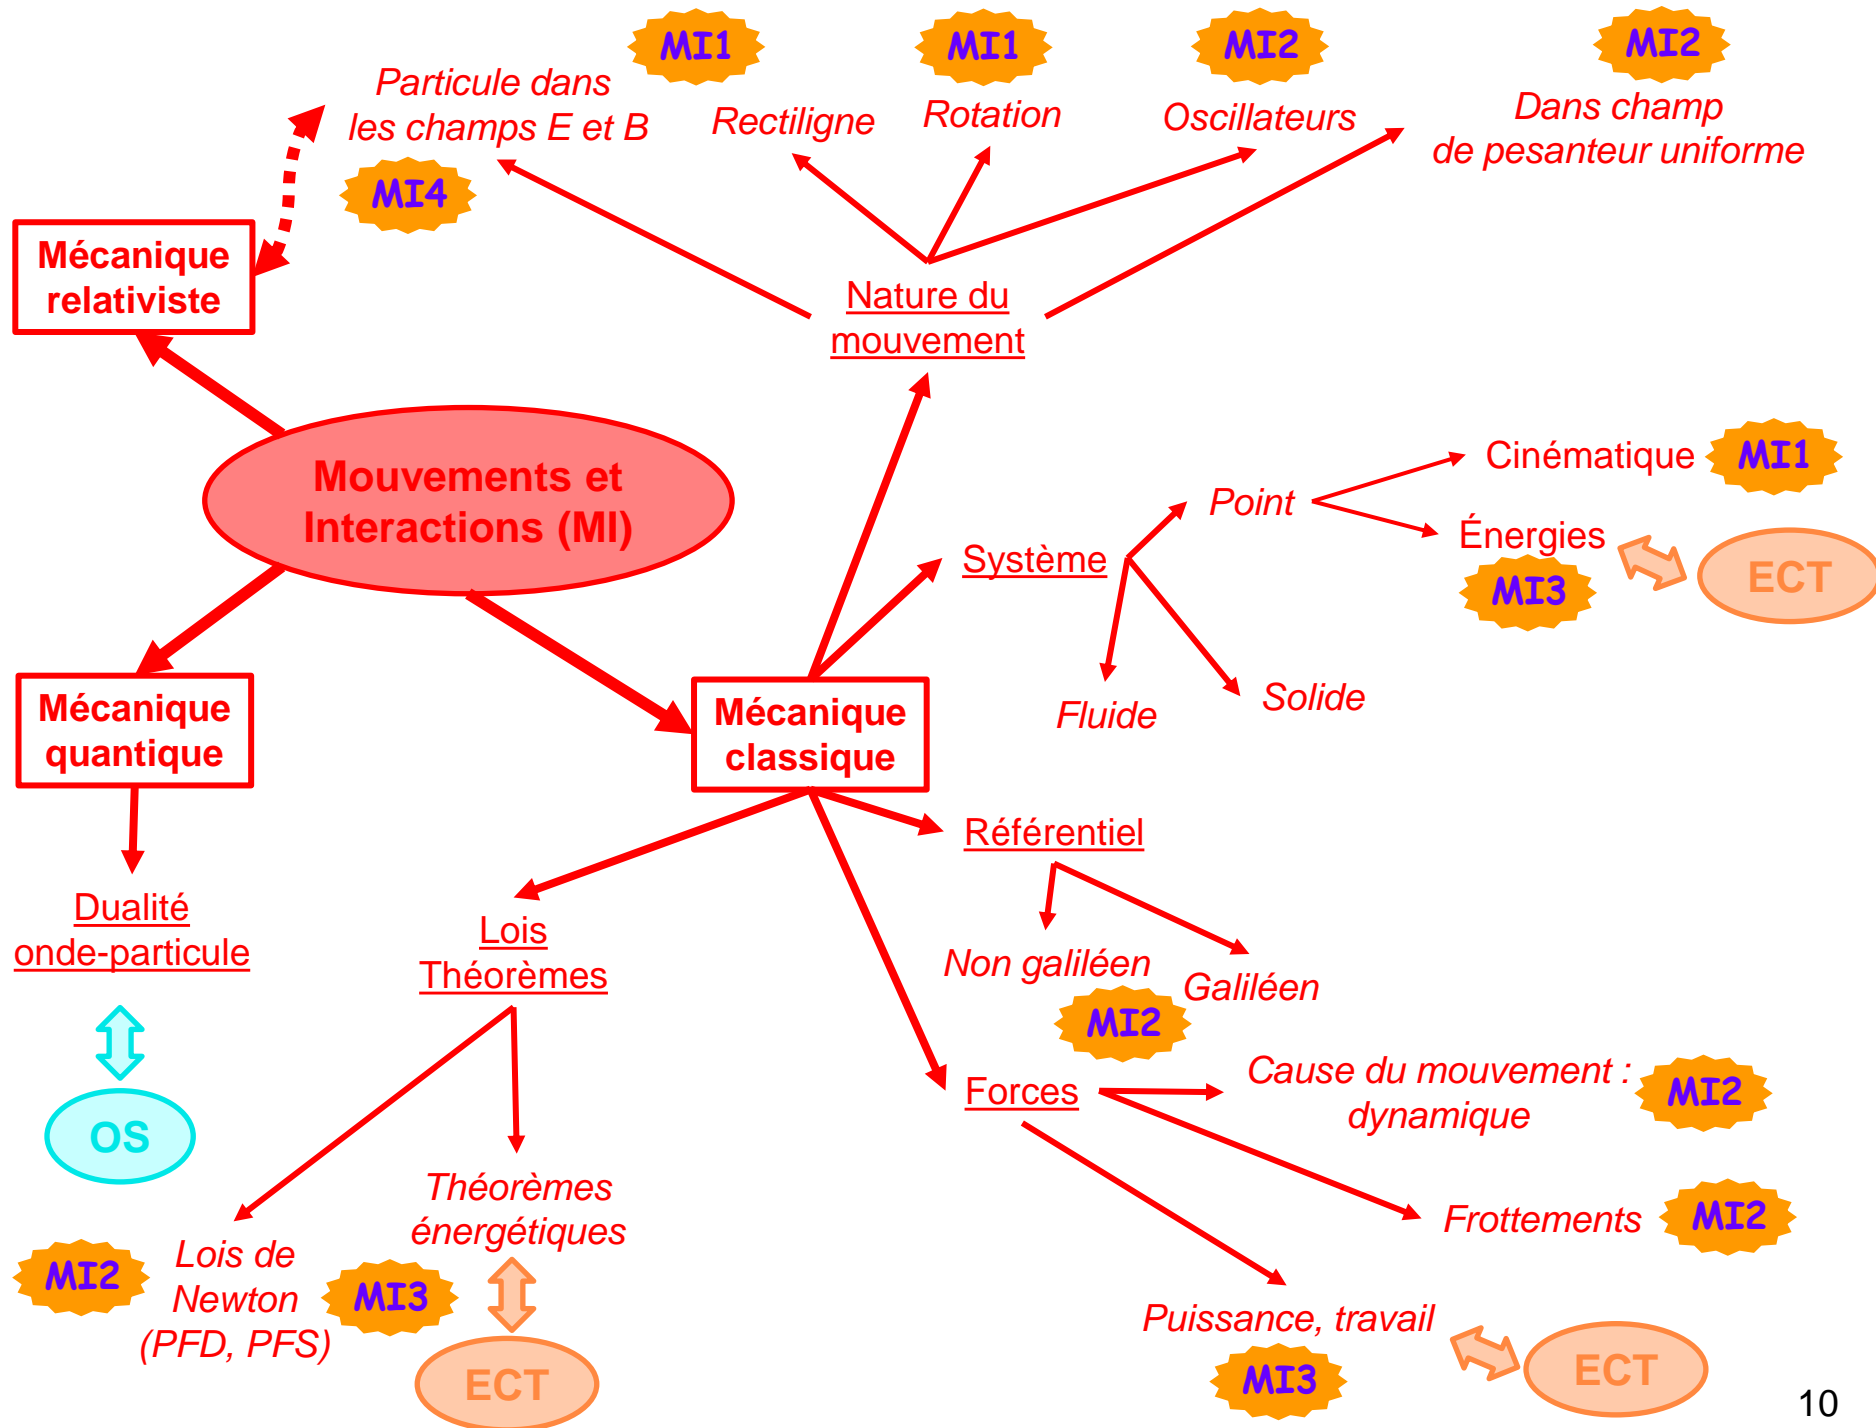 MI1
MI1
MI2
MI2
Particule dans
les champs E et B
MI4
Rectiligne
Rotation
Oscillateurs
Dans champ
de pesanteur uniforme
Mécanique
relativiste
Nature du
mouvement
Mouvements et
Interactions (MI)
Cinématique
MI1
Point
Énergies
MI3
ECT
Système
Fluide
Solide
Mécanique
quantique
Mécanique
classique
Référentiel
Non galiléen
Galiléen
MI2
Dualité
onde-particule
OS
Lois
Théorèmes
Forces
Cause du mouvement :
dynamique
MI2
Frottements
MI2
Théorèmes
énergétiques
MI3
ECT
MI2
Lois de
Newton
(PFD, PFS)
Puissance, travail
MI3
ECT
10